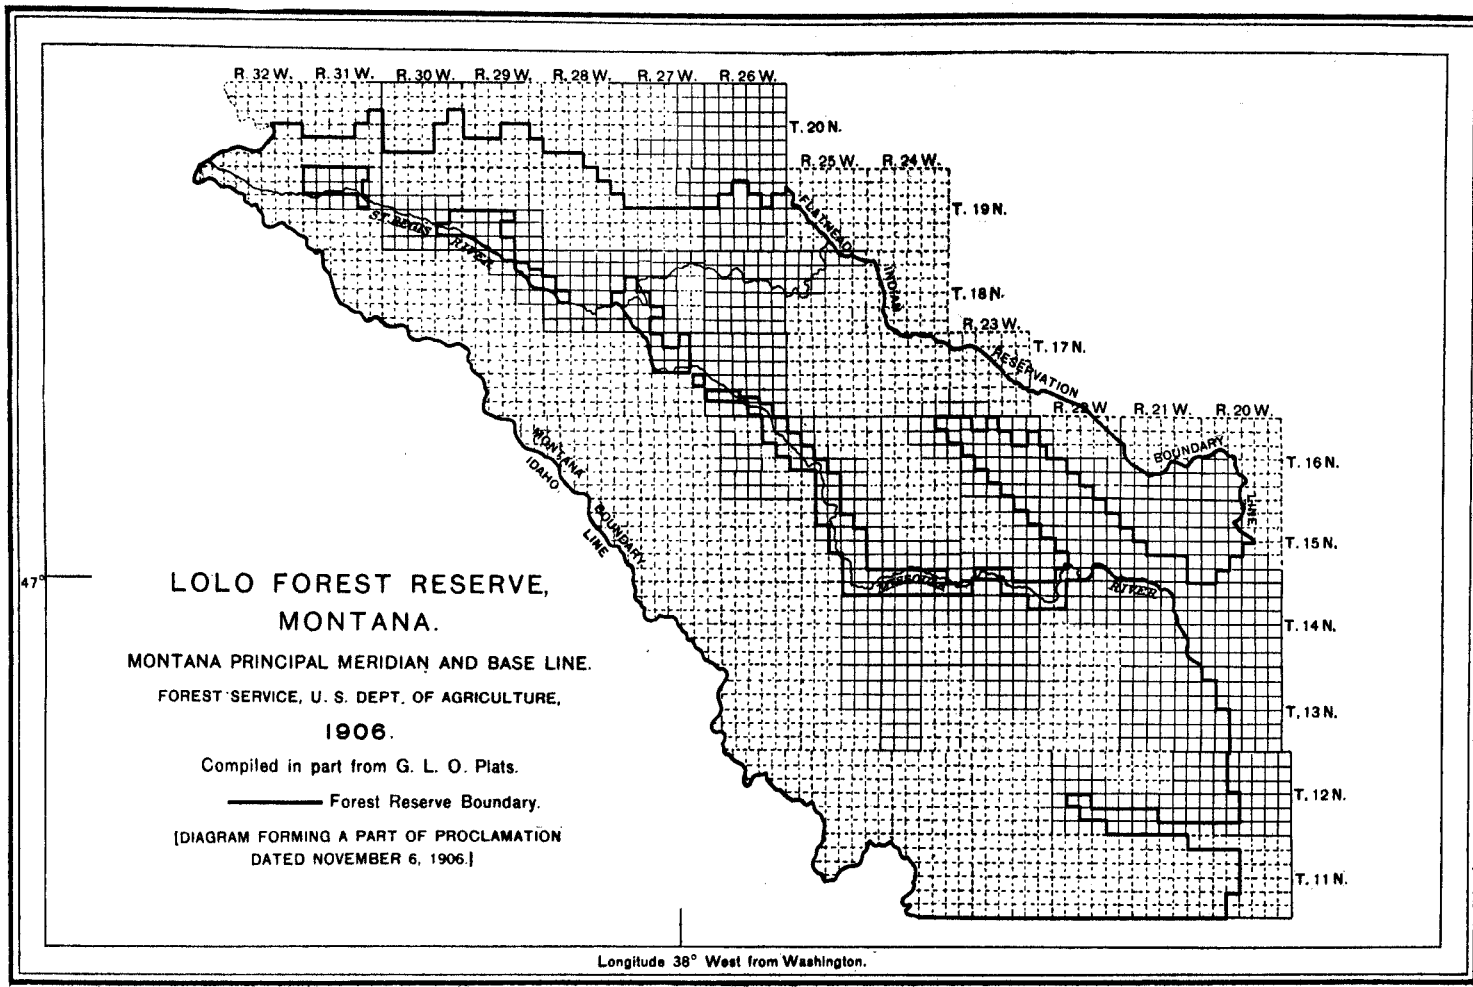 R. 32 W. R. 31 W. R. 30 W. R. 29 W. R. 28 W. R. 27 W. R. 26 W.
T. 20 N.
R. 25 W. R. 24 W.
T. 19 N.
FLATHEAD
INDIAN
ST. REGIS
RIVER
T. 18 N.
R. 23 W.
T. 17 N.
RESERVATION
R. 22 W R. 21 W. R. 20 W.
BOUNDARY
LINE
T. 16 N.
MONTANA
IDAHO.
BOUNDARY
LINE
T. 15 N.
47°
LOLO FOREST RESERVE,
MONTANA.
MISSOULA
RIVER
T. 14 N.
MONTANA PRINCIPAL MERIDIAN AND BASE LINE.
FOREST SERVICE, U. S. DEPT. OF AGRICULTURE,
1906.
T. 13 N.
Compiled in part from G. L. O. Plats.
Forest Reserve Boundary.
T. 12 N.
[DIAGRAM FORMING A PART OF PROCLAMATION
DATED NOVEMBER 6, 1906.]
T. 11 N.
Longitude 38° West from Washington.